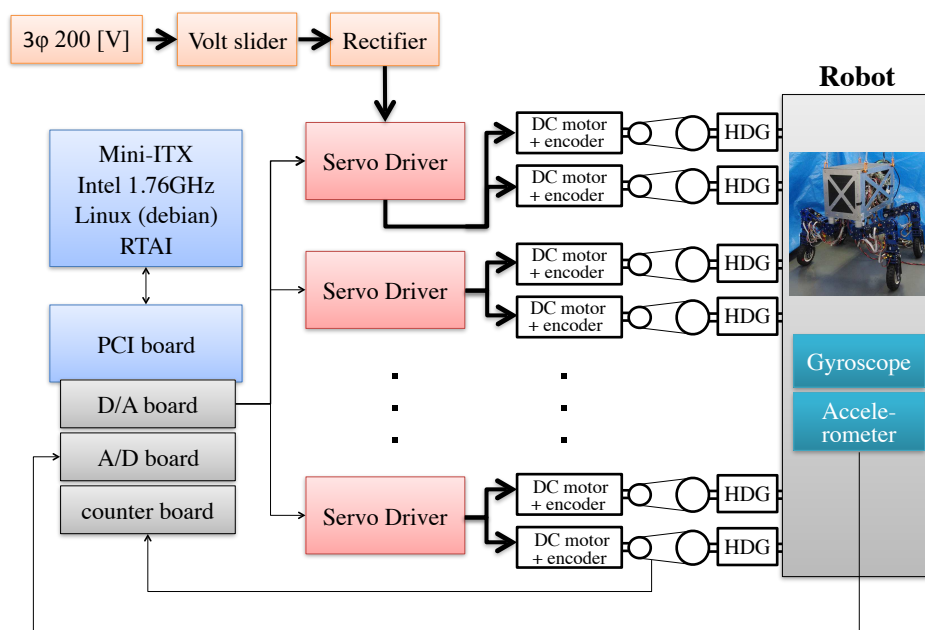 3φ 200 [V]
Volt slider
Rectifier
Robot
Mini-ITX
Intel 1.76GHz
Linux (debian)
RTAI
PCI board
D/A board
A/D board
counter board
Servo Driver
DC motor
+ encoder
HDG
DC motor
+ encoder
HDG
Servo Driver
DC motor
+ encoder
HDG
DC motor
+ encoder
HDG
Servo Driver
DC motor
+ encoder
HDG
DC motor
+ encoder
HDG
Gyroscope
Accele-
rometer